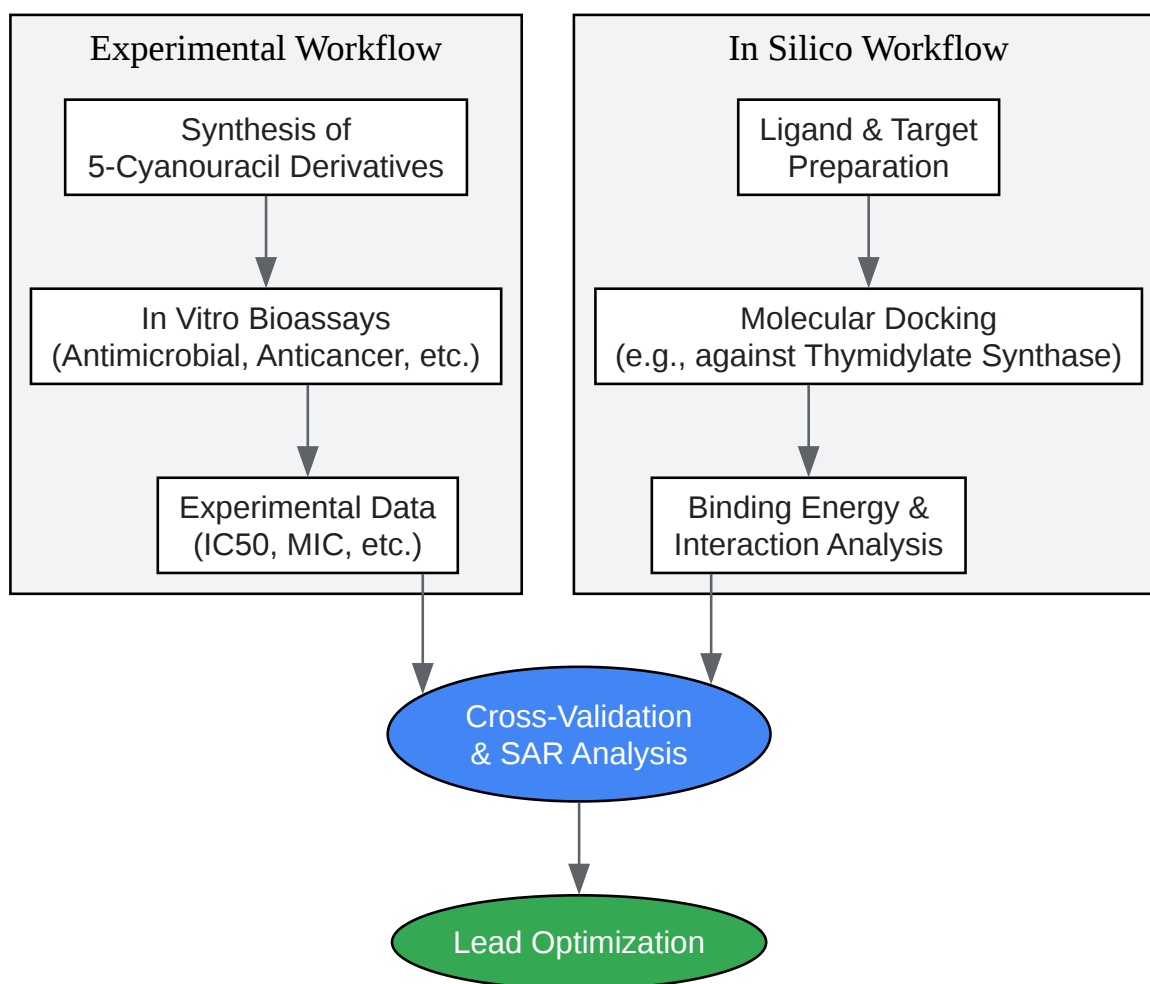 Experimental Workflow
Synthesis of
5-Cyanouracil Derivatives
In Vitro Bioassays
(Antimicrobial, Anticancer, etc.)
Experimental Data
(IC50, MIC, etc.)
In Silico Workflow
Ligand & Target
Preparation
Molecular Docking
(e.g., against Thymidylate Synthase)
Binding Energy &
Interaction Analysis
Cross-Validation
& SAR Analysis
Lead Optimization